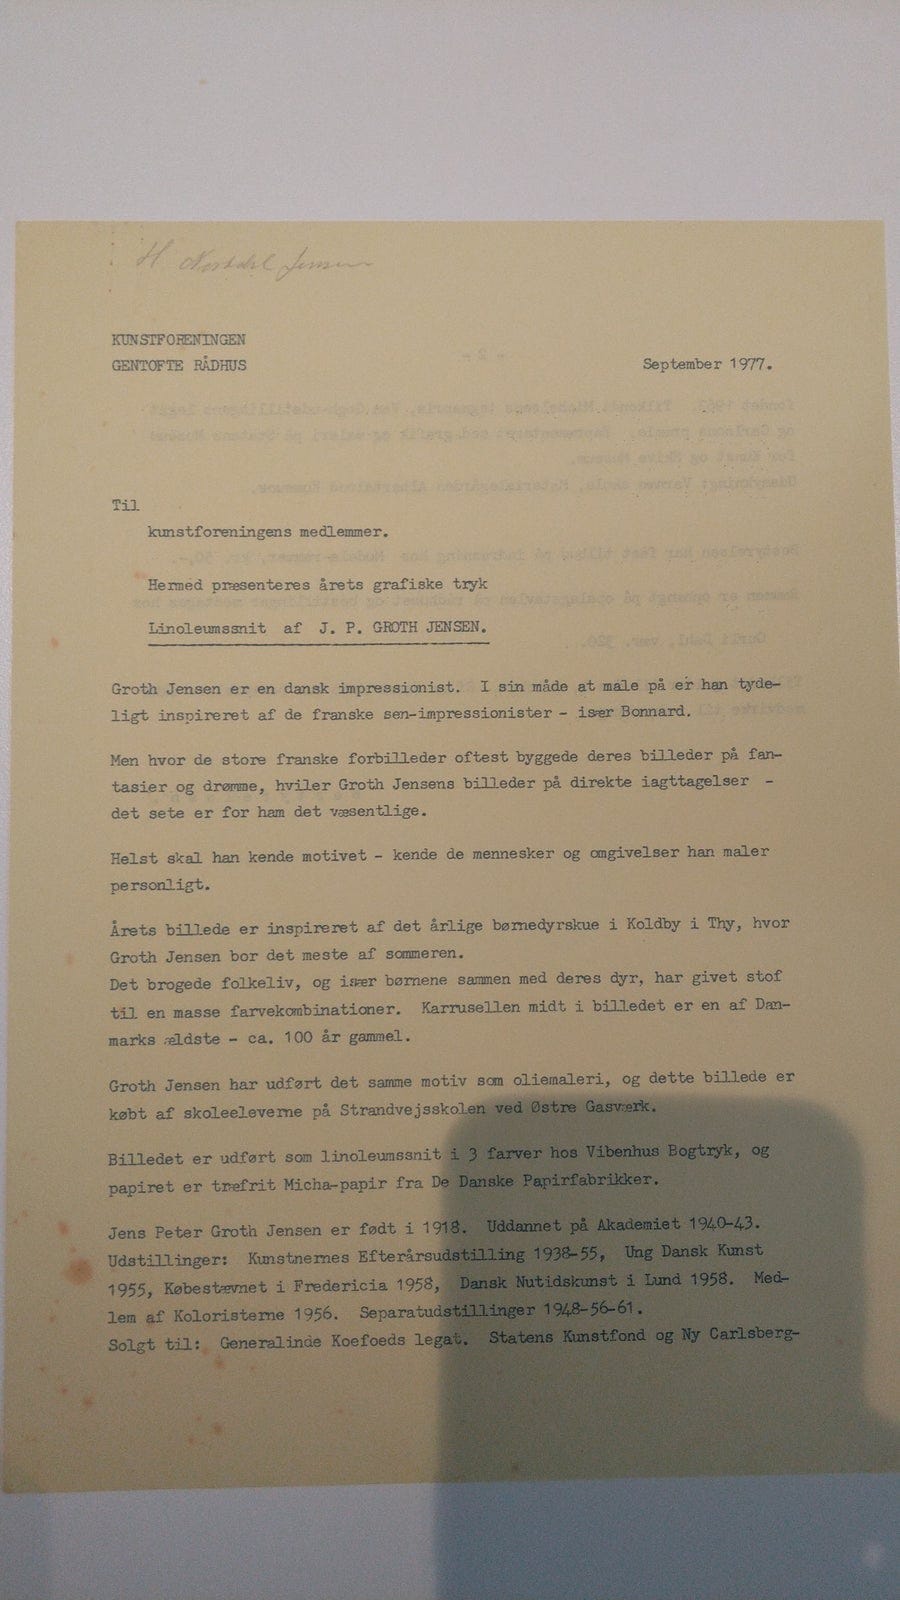 H Jensen
KUNSTFORENINGEN
GENTOFTE RÅDHUS
September 1977.
Til
kunstforeningens medlemmer.
Hermed præsenteres årets grafiske tryk
Linoleumssnit af J. P. GROTH JENSEN.
Groth Jensen er en dansk impressionist. I sin måde at male på er han tyde-
ligt inspireret af de franske sen-impressionister - især Bonnard.
Men hvor de store franske forbilleder oftest byggede deres billeder på fan-
tasier og drømme, hviler Groth Jensens billeder på direkte iagttagelser -
det sete er for ham det væsentlige.
Helst skal han kende motivet - kende de mennesker og omgivelser han maler
personligt.
Årets billede er inspireret af det årlige børnedyrskue i Koldby i Thy, hvor
Groth Jensen bor det meste af sommeren.
Det brogede folkeliv, og især børnene sammen med deres dyr, har givet stof
til en masse farvekombinationer. Karrusellen midt i billedet er en af Dan-
marks ældste - ca. 100 år gammel.
Groth Jensen har udført det samme motiv som oliemaleri, og dette billede er
købt af skoleeleverne på Strandvejsskolen ved Østre Gasværk.
Billedet er udført som linoleumssnit i 3 farver hos Vibenhus Bogtryk, og
papiret er træfrit Micha-papir fra De Danske Papirfabrikker.
Jens Peter Groth Jensen er født i 1918. Uddannet på Akademiet 1940-43.
Udstillinger: Kunstnernes Efterårsudstilling 1938-55, Ung Dansk Kunst
1955, Købestævnet i Fredericia 1958, Dansk Nutidskunst i Lund 1958. Med-
lem af Koloristerne 1956. Separatudstillinger 1948-56-61.
Solgt til: Generalinde Koefoeds legat. Statens Kunstfond og Ny Carlsberg-